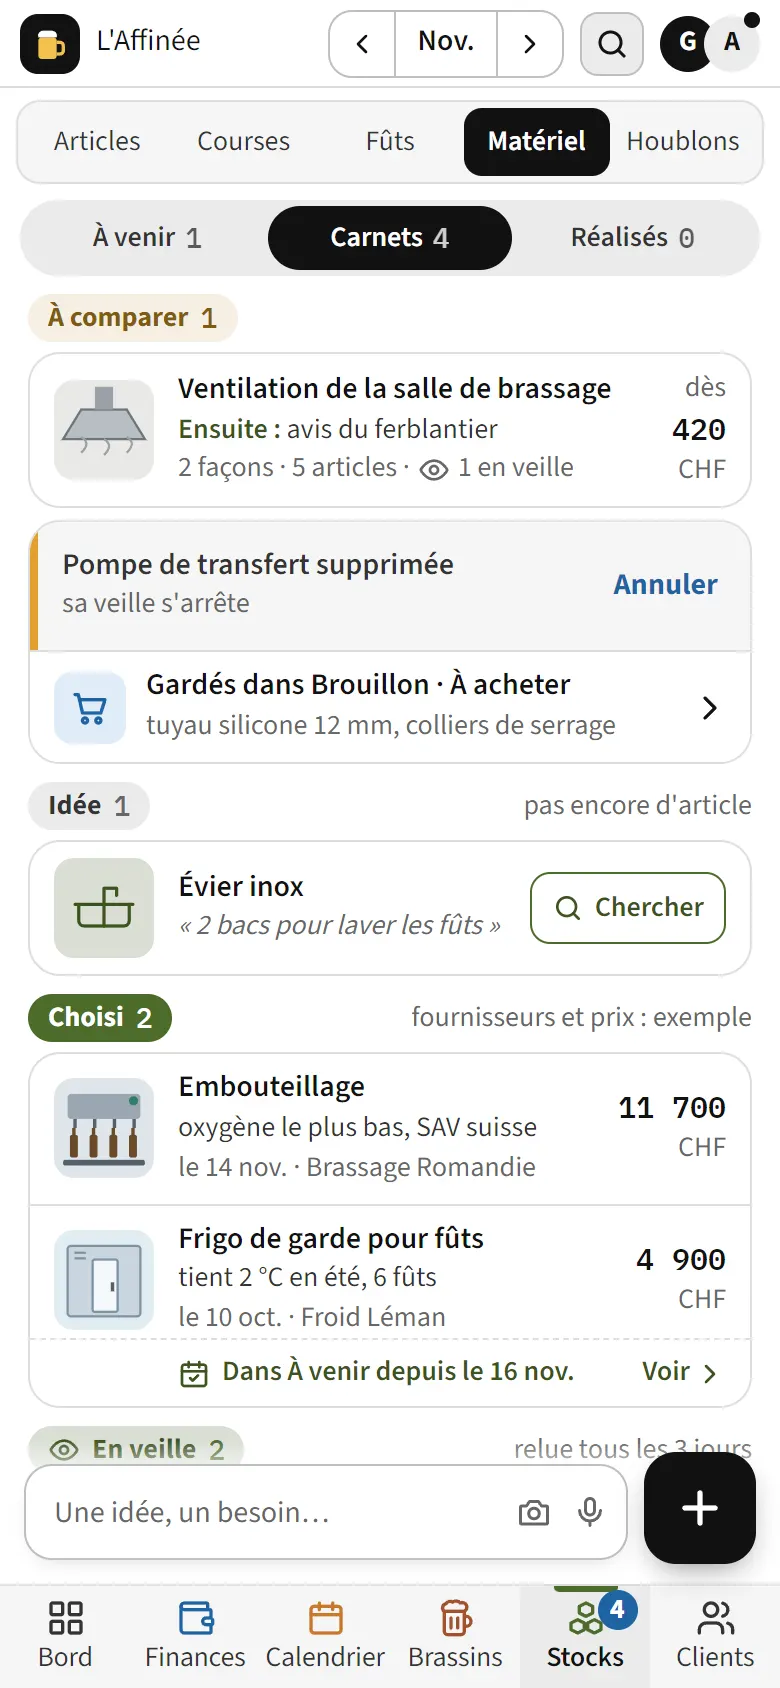 L'Affinée
Nov.
G
A
Articles
Courses
Fûts
Matériel
Houblons
À venir 1
Carnets 4
Réalisés 0
À comparer 1
Ventilation de la salle de brassage
Ensuite : avis du ferblantier
2 façons · 5 articles · 1 en veille
dès
420
CHF
Pompe de transfert supprimée
sa veille s'arrête
Annuler
Gardés dans Brouillon · À acheter
tuyau silicone 12 mm, colliers de serrage
Idée 1
pas encore d'article
Évier inox
« 2 bacs pour laver les fûts »
Chercher
Choisi 2
fournisseurs et prix : exemple
Embouteillage
oxygène le plus bas, SAV suisse
le 14 nov. · Brassage Romandie
11 700
CHF
Frigo de garde pour fûts
tient 2 °C en été, 6 fûts
le 10 oct. · Froid Léman
4 900
CHF
Dans À venir depuis le 16 nov.
Voir
En veille 2
relue tous les 3 jours
Une idée, un besoin…
Bord
Finances
Calendrier
Brassins
Stocks
4
Clients